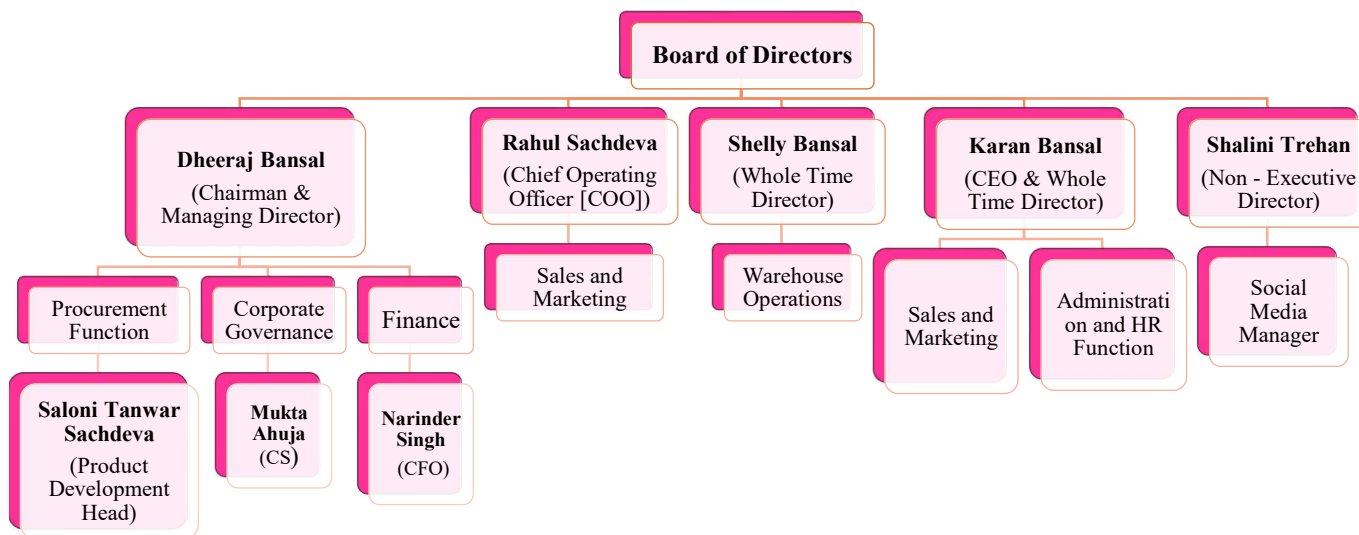 Board of Directors
Dheeraj Bansal
(Chairman &
Managing Director)
Rahul Sachdeva
(Chief Operating
Officer [COO])
Shelly Bansal
(Whole Time
Director)
Karan Bansal
(CEO & Whole
Time Director)
Shalini Trehan
(Non - Executive
Director)
Procurement
Function
Corporate
Governance
Finance
Sales and
Marketing
Warehouse
Operations
Sales and
Marketing
Administrati
on and HR
Function
Social
Media
Manager
Saloni Tanwar
Sachdeva
(Product
Development
Head)
Mukta
Ahuja
(CS)
Narinder
Singh
(CFO)